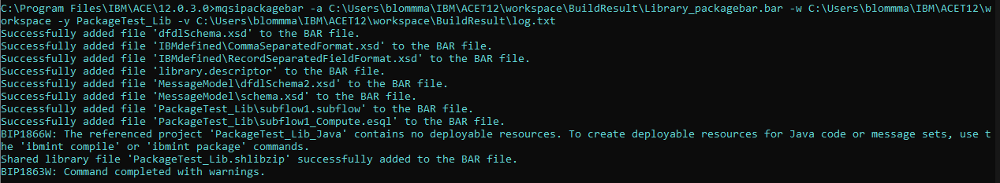 C:\Program Files\IBM\ACE\12.0.3.0>mqsipackagebar -a C:\Users\blommma\IBM\ACET12\workspace\BuildResult\Library_packagebar.bar -w C:\Users\blommma\IBM\ACET12\w
orkspace -y PackageTest_Lib -v C:\Users\blommma\IBM\ACET12\workspace\BuildResult\log.txt
Successfully added file 'dfdlSchema.xsd' to the BAR file.
Successfully added file 'IBMdefined\CommaSeparatedFormat.xsd' to the BAR file.
Successfully added file 'IBMdefined\RecordSeparatedFieldFormat.xsd' to the BAR file.
Successfully added file 'library.descriptor' to the BAR file.
Successfully added file 'MessageModel\dfdlSchema2.xsd' to the BAR file.
Successfully added file 'MessageModel\schema.xsd' to the BAR file.
Successfully added file 'PackageTest_Lib\subflow1.subflow' to the BAR file.
Successfully added file 'PackageTest_Lib\subflow1_Compute.esql' to the BAR file.
BIP1866W: The referenced project 'PackageTest_Lib_Java' contains no deployable resources. To create deployable resources for Java code or message sets, use t
he 'ibmint compile' or 'ibmint package' commands.
Shared library file 'PackageTest_Lib.shlibzip' successfully added to the BAR file.
BIP1863W: Command completed with warnings.